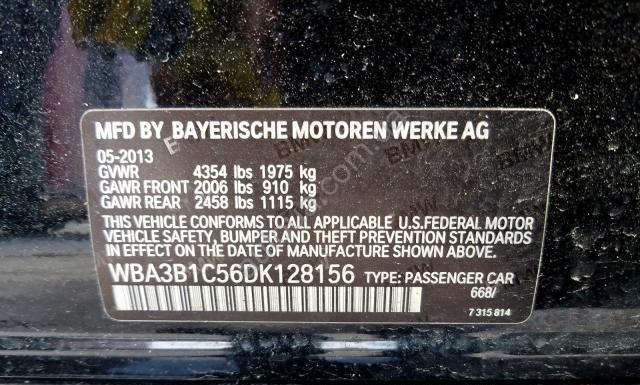 MFD BY BAYERISCHE MOTOREN WERKE AG
05-2013
GVWR 4354 lbs 1975 kg
GAWR FRONT 2006 lbs 910 kg
GAWR REAR 2458 lbs 1115 kg
THIS VEHICLE CONFORMS TO ALL APPLICABLE U.S.FEDERAL MOTOR
VEHICLE SAFETY, BUMPER AND THEFT PREVENTION STANDARDS
IN EFFECT ON THE DATE OF MANUFACTURE SHOWN ABOVE.
WBA3B1C56DK128156 TYPE: PASSENGER CAR
668/
7 315 814